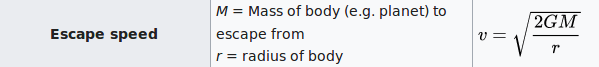 Escape speed
M = Mass of body (e.g. planet) to
escape from
r = radius of body
v = √(2GM/r)